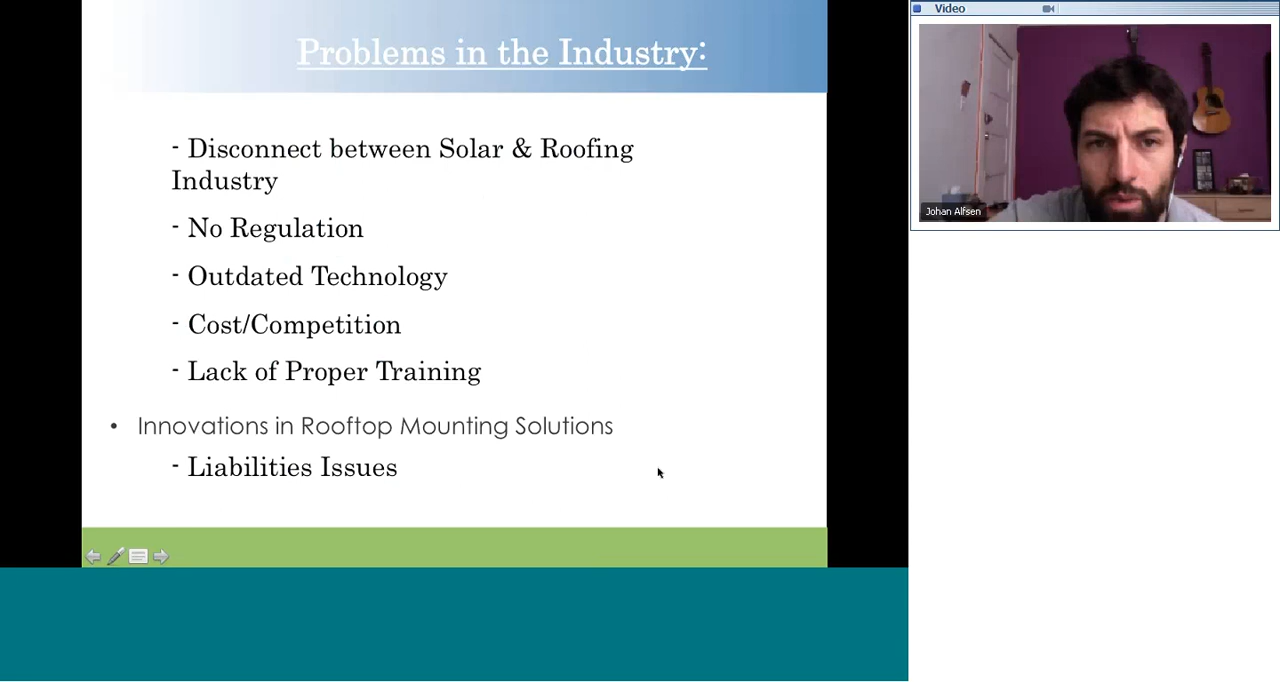 Problems in the Industry:
- Disconnect between Solar & Roofing
Industry
- No Regulation
- Outdated Technology
- Cost/Competition
- Lack of Proper Training
• Innovations in Rooftop Mounting Solutions
- Liabilities Issues
Video
Johan Alfsen